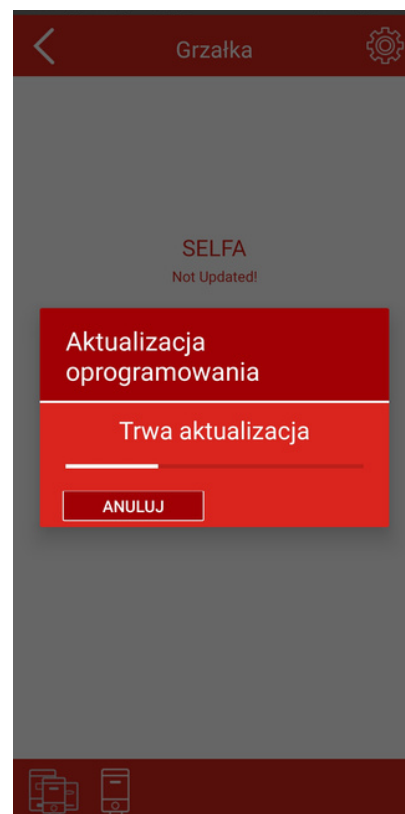 Grzałka
SELFA
Not Updated!
Aktualizacja
oprogramowania
Trwa aktualizacja
ANULUJ